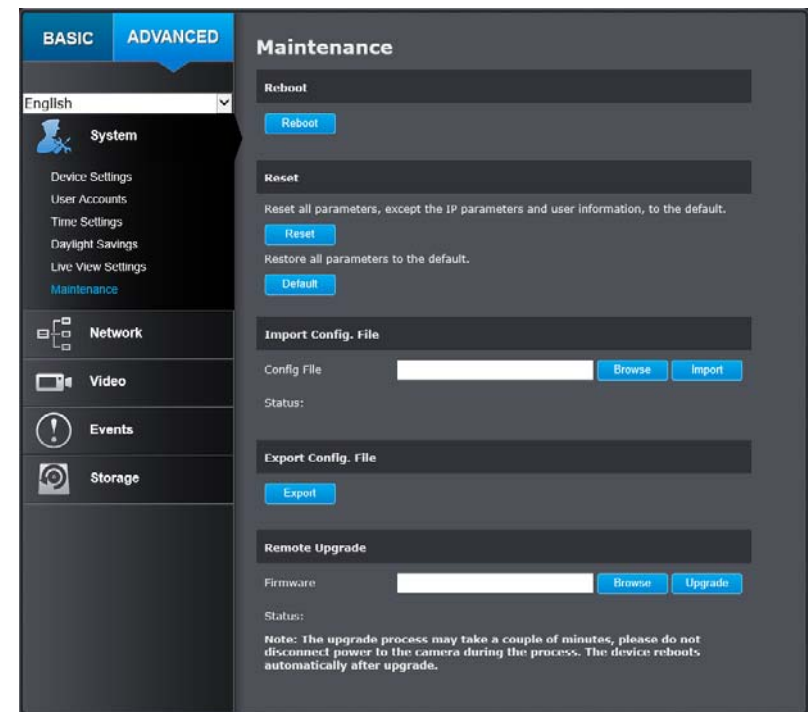 BASIC
ADVANCED
English
System
Device Settings
User Accounts
Time Settings
Daylight Savings
Live View Settings
Maintenance
Network
Video
Events
Storage
Maintenance
Reboot
Reboot
Reset
Reset all parameters, except the IP parameters and user information, to the default.
Reset
Restore all parameters to the default.
Default
Import Config. File
Config File
Browse
Import
Status:
Export Config. File
Export
Remote Upgrade
Firmware
Browse
Upgrade
Status:
Note: The upgrade process may take a couple of minutes, please do not
disconnect power to the camera during the process. The device reboots
automatically after upgrade.